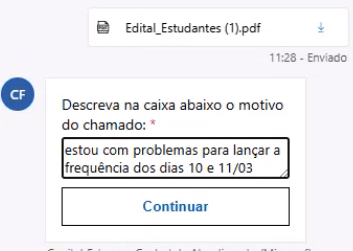 Edital_Estudantes (1).pdf
11:28 - Enviado
CF
Descreva na caixa abaixo o motivo
do chamado: *
estou com problemas para lançar a
frequência dos dias 10 e 11/03
Continuar